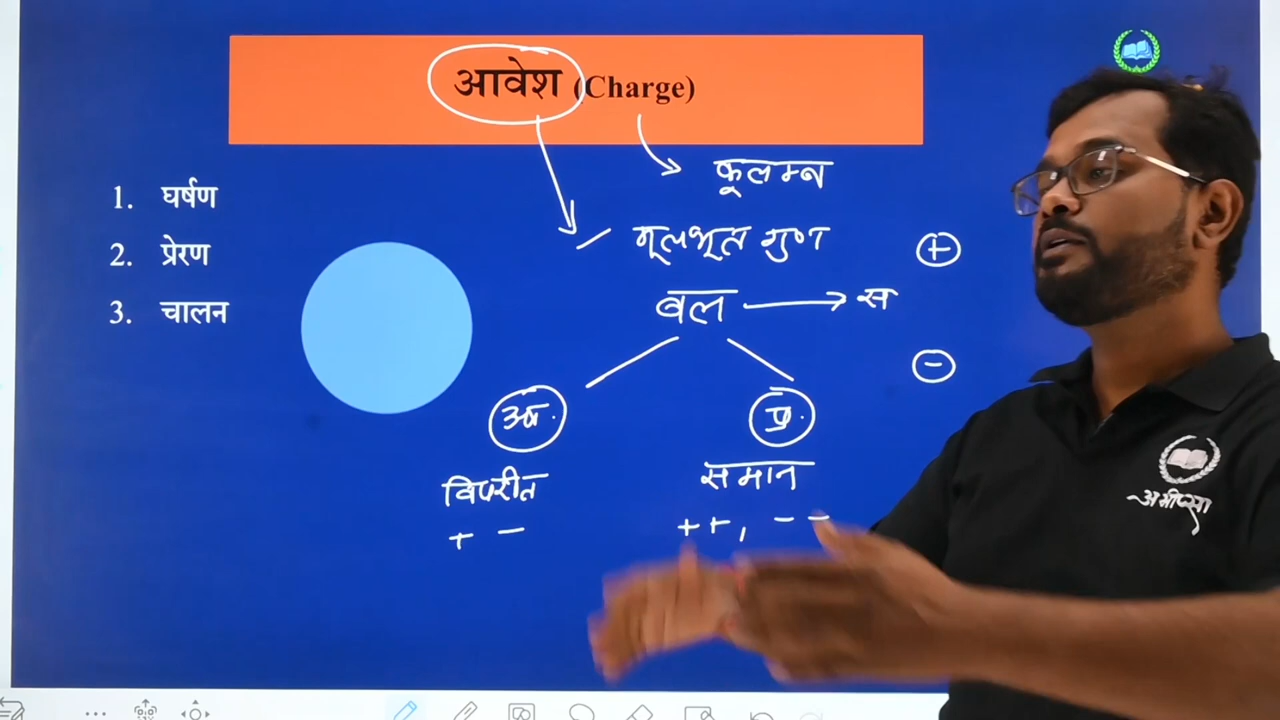 आवेश (Charge)
कूलम्ब
1. घर्षण
मूलभूत गुण
+
2. प्रेरण
बल → स
3. चालन
-
आ.
प्र.
विपरीत
समान
+ -
++, --
अभीप्सा